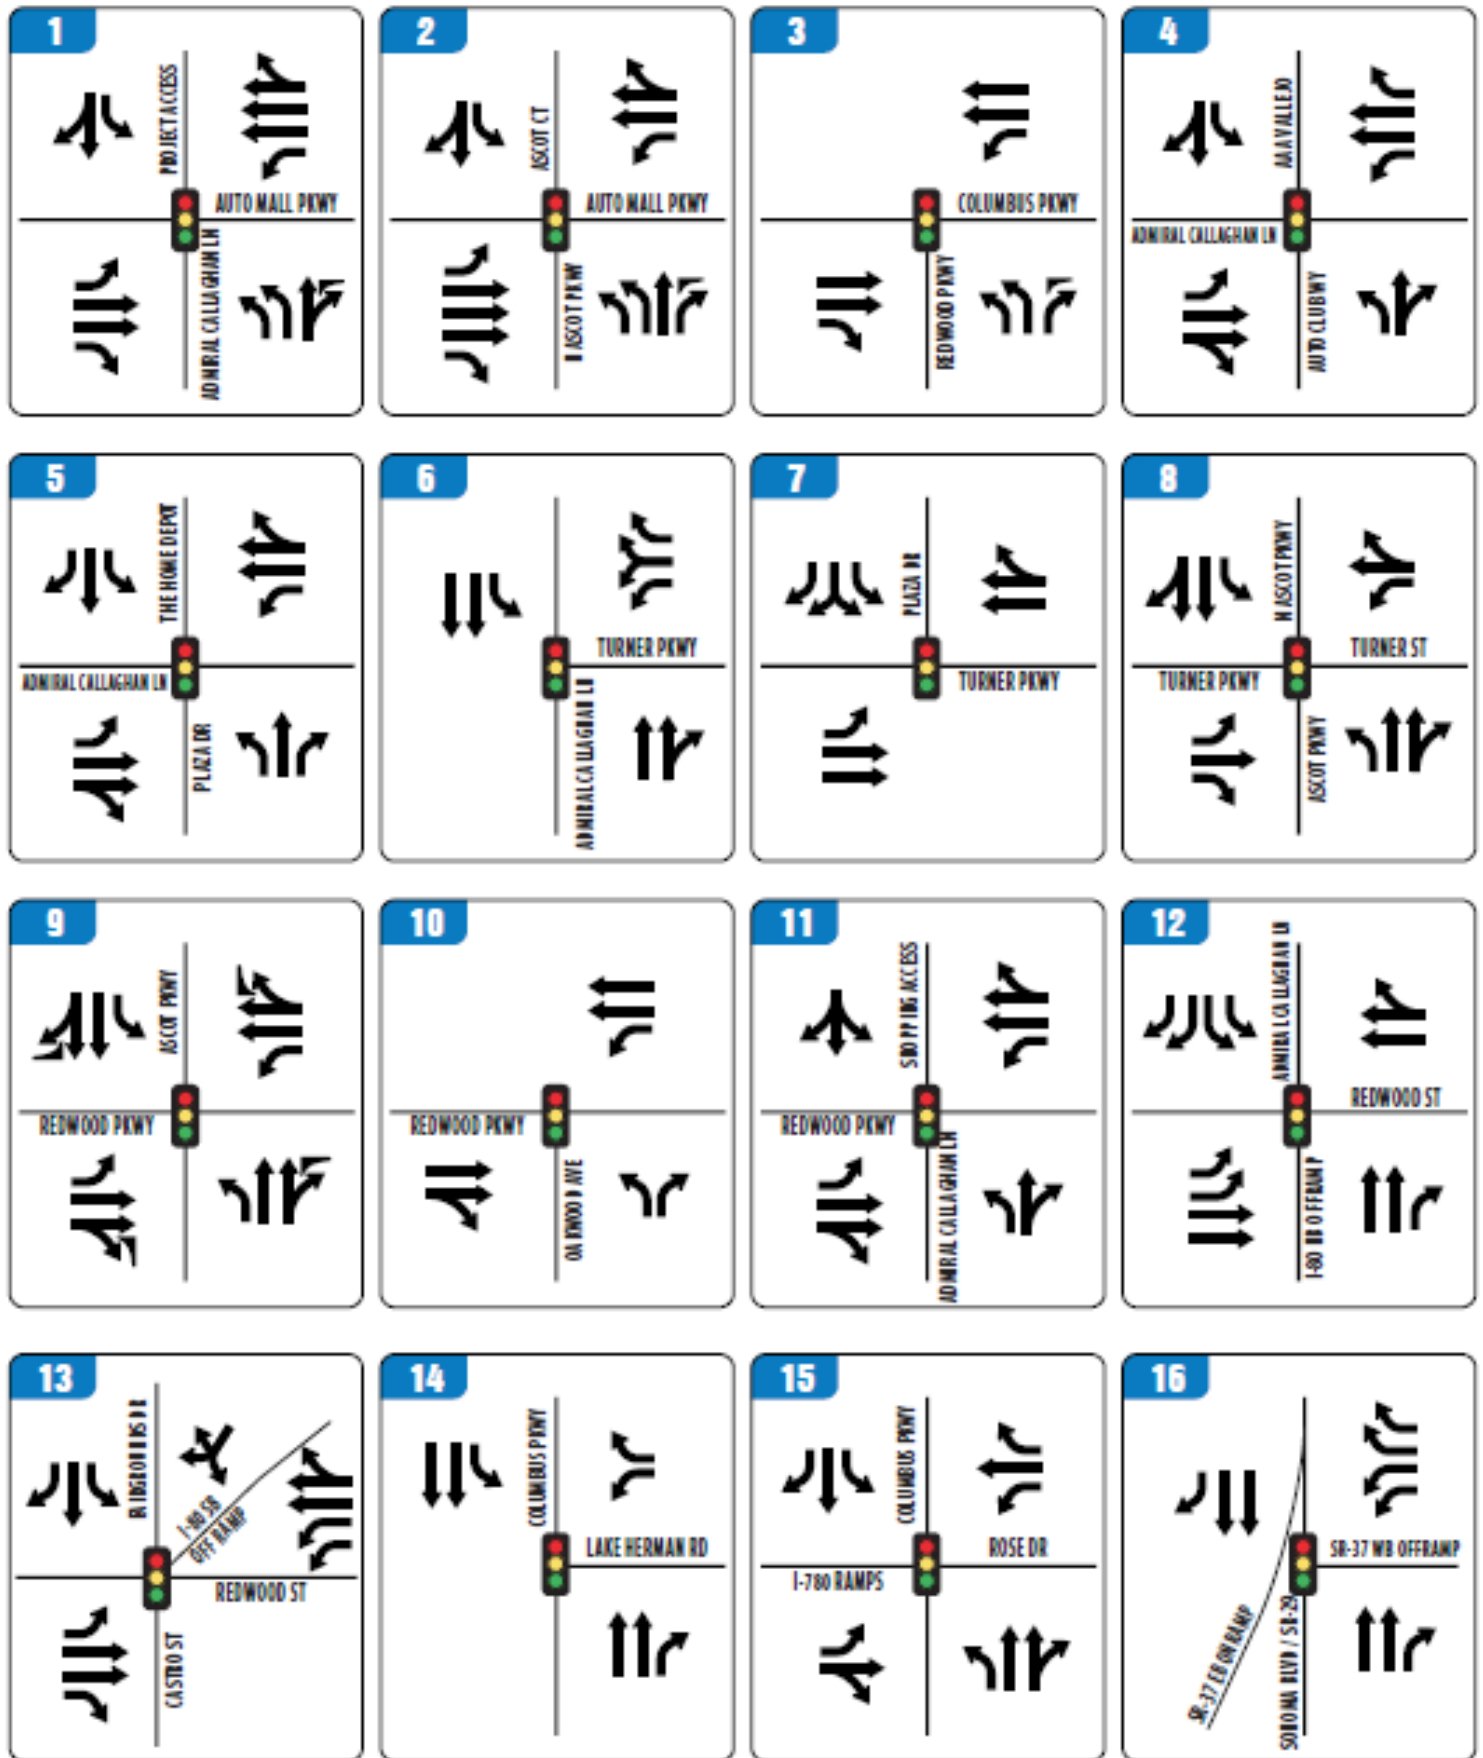 1
PROJECT ACCESS
AUTO MALL PKWY
ADMIRAL CALLAGHAN LN
2
ASCOT CT
AUTO MALL PKWY
ASCOT PKWY
3
COLUMBUS PKWY
REDWOOD PKWY
4
AAA VALLEJO
ADMIRAL CALLAGHAN LN
AUTO CLUB WY
5
THE HOME DEPOT
ADMIRAL CALLAGHAN LN
PLAZA DR
6
TURNER PKWY
ADMIRAL CALLAGHAN LN
7
PLAZA DR
TURNER PKWY
8
N ASCOT PKWY
TURNER ST
TURNER PKWY
ASCOT PKWY
9
ASCOT PKWY
REDWOOD PKWY
10
REDWOOD PKWY
OAKWOOD AVE
11
SHOPPING ACCESS
REDWOOD PKWY
ADMIRAL CALLAGHAN LN
12
ADMIRAL CALLAGHAN LN
REDWOOD ST
I-80 NB OFFRAMP
13
DR
I-80 SB
OFF RAMP
REDWOOD ST
CASTRO ST
14
COLUMBUS PKWY
LAKE HERMAN RD
15
COLUMBUS PKWY
ROSE DR
I-780 RAMPS
16
SR-37 WB OFFRAMP
SR-37 EB ONRAMP
SONOMA BLVD / SR-29